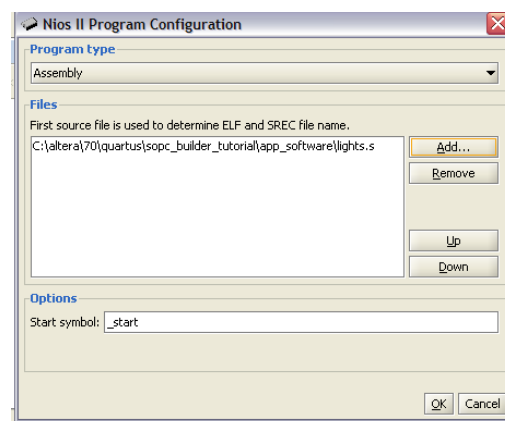 Nios II Program Configuration
Program type
Assembly
Files
First source file is used to determine ELF and SREC file name.
C:\altera\70\quartus\sopc_builder_tutorial\app_software\lights.s
Add...
Remove
Up
Down
Options
Start symbol: _start
OK Cancel